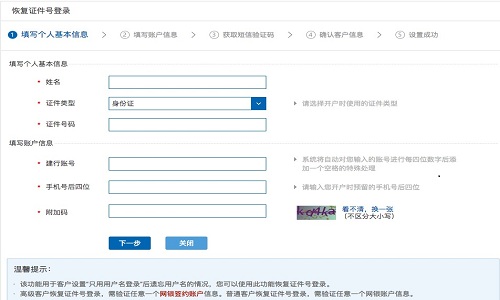 恢复证件号登录
1 填写个人基本信息 > 2 填写账户信息 > 3 获取短信验证码 > 4 确认客户信息 > 5 设置成功
填写个人基本信息
* 姓名
* 证件类型 身份证 ▸ 请选择开户时使用的证件类型
* 证件号码
填写账户信息
* 建行账号 ▸ 系统将自动对您输入的账号进行每四位数字后添
加一个空格的特殊处理
* 手机号后四位 ▸ 请输入您开户时预留的手机号后四位
* 附加码 kd4ka 看不清,换一张
(不区分大小写)
下一步 关闭
温馨提示:
· 该功能用于客户设置“只用用户名登录”后遗忘用户名的情况。您可以使用此功能恢复证件号登录。
· 高级客户恢复证件号登录,需验证任意一个网银签约账户信息。普通客户恢复证件号登录,需验证任意一个网银账户信息。